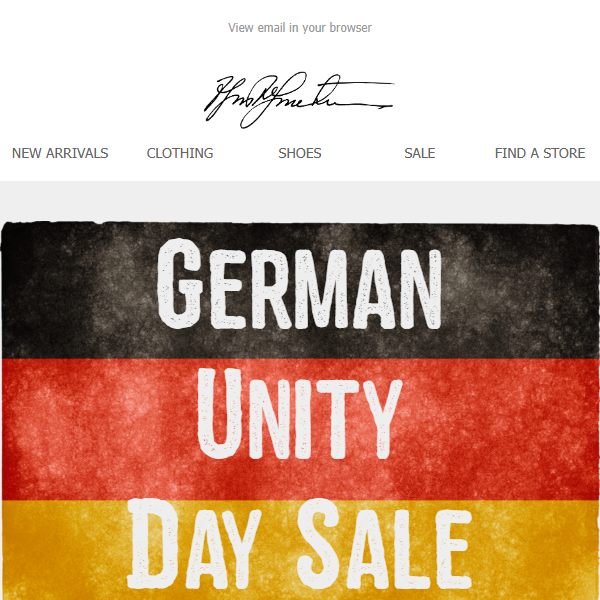 View email in your browser
NEW ARRIVALS CLOTHING SHOES SALE FIND A STORE
German
Unity
Day Sale